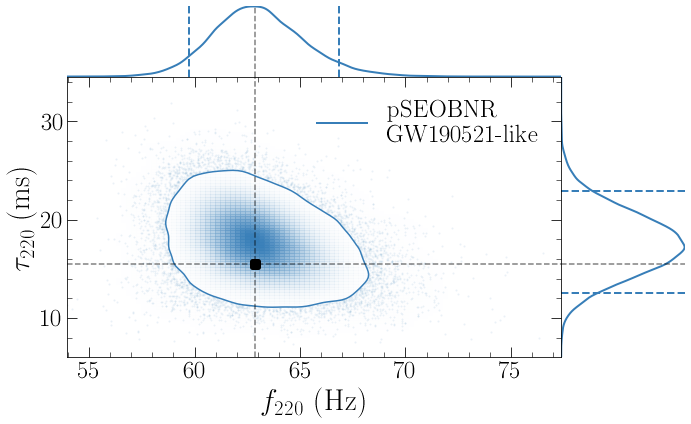 pSEOBNR
GW190521-like
30
20
10
τ₂₂₀ (ms)
55 60 65 70 75
f₂₂₀ (Hz)